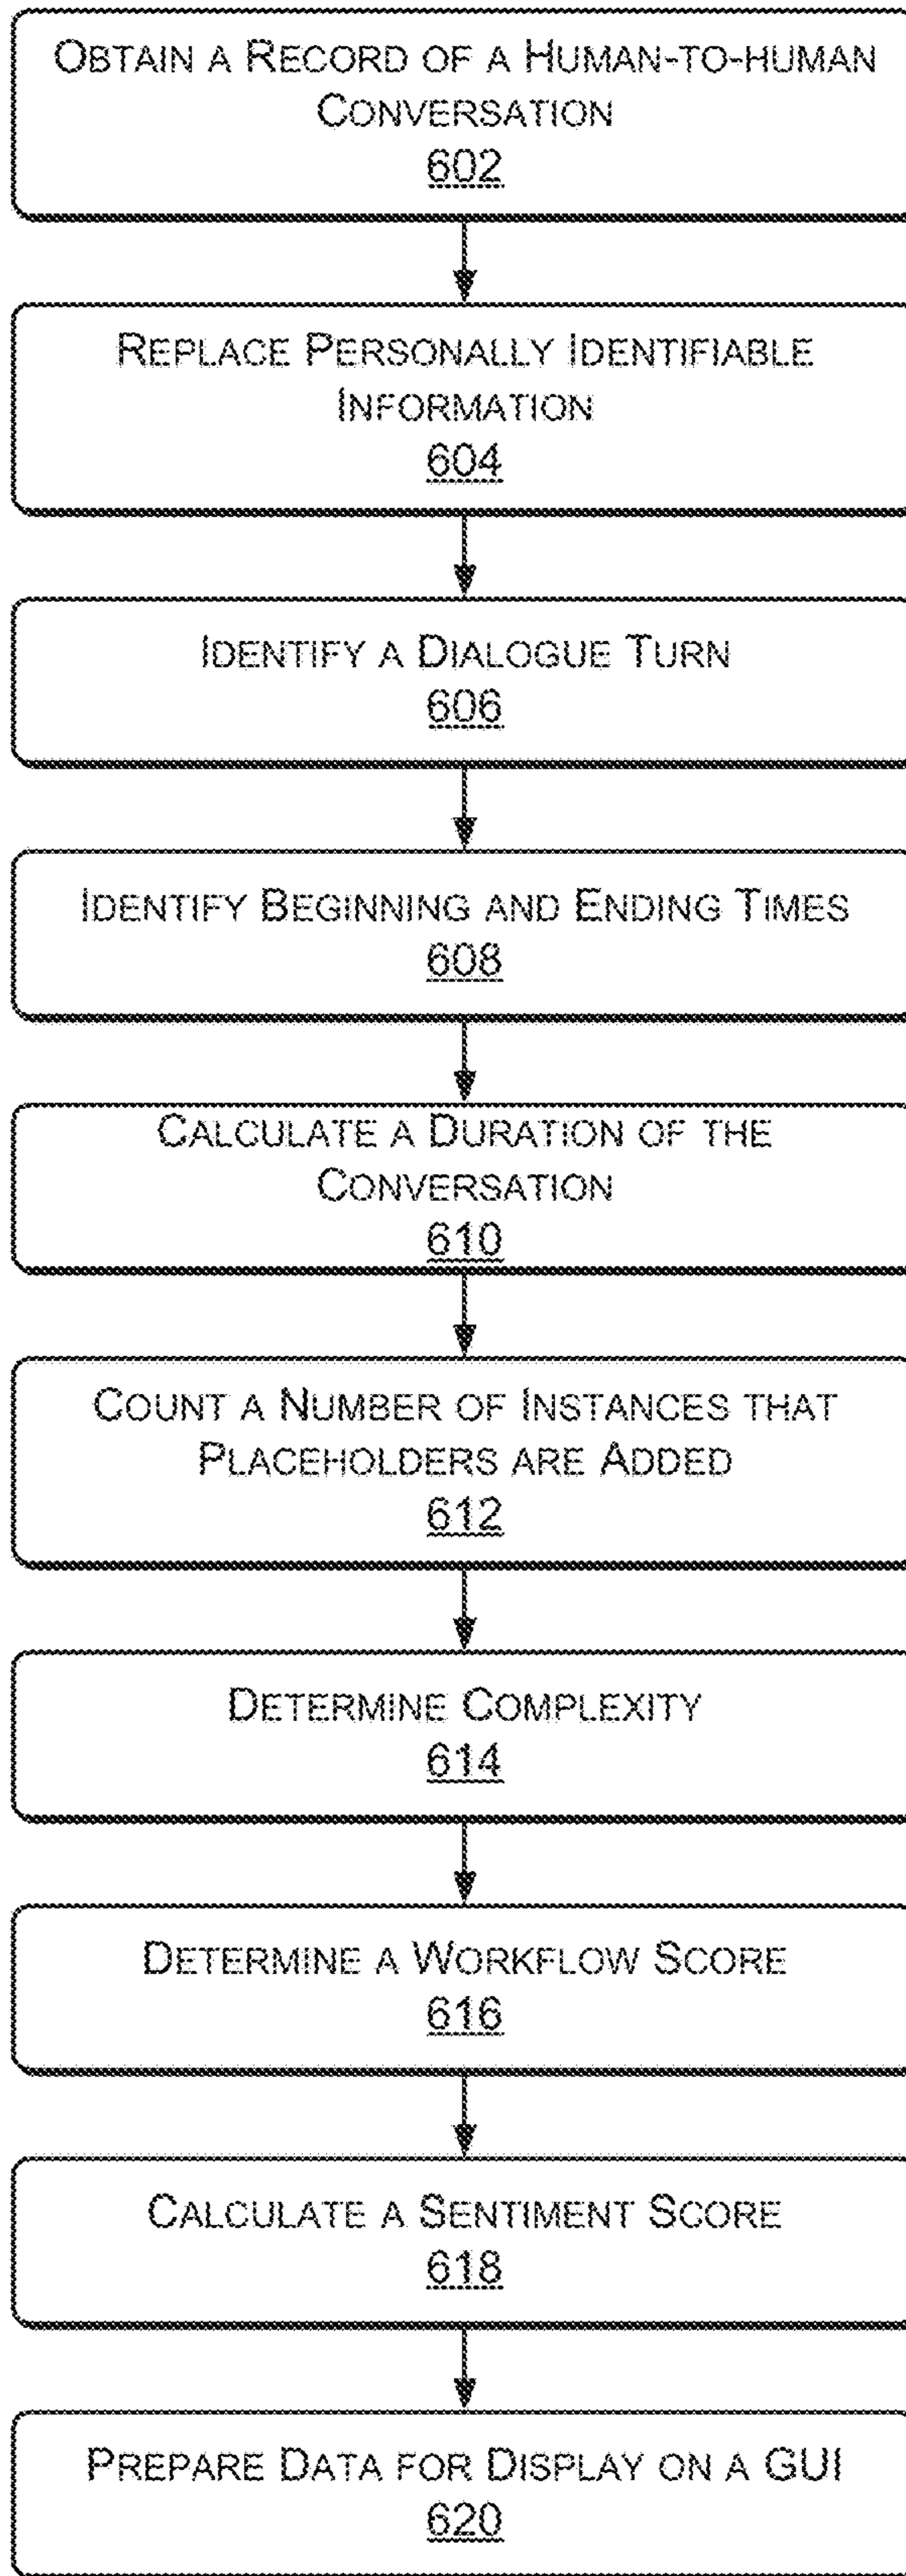 OBTAIN A RECORD OF A HUMAN-TO-HUMAN
CONVERSATION
602
REPLACE PERSONALLY IDENTIFIABLE
INFORMATION
604
IDENTIFY A DIALOGUE TURN
606
IDENTIFY BEGINNING AND ENDING TIMES
608
CALCULATE A DURATION OF THE
CONVERSATION
610
COUNT A NUMBER OF INSTANCES THAT
PLACEHOLDERS ARE ADDED
612
DETERMINE COMPLEXITY
614
DETERMINE A WORKFLOW SCORE
616
CALCULATE A SENTIMENT SCORE
618
PREPARE DATA FOR DISPLAY ON A GUI
620